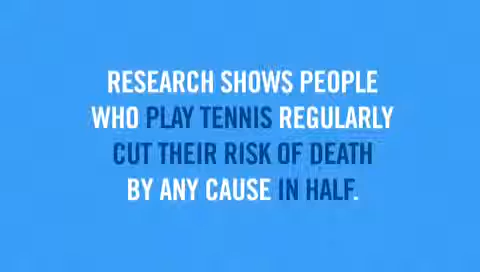 RESEARCH SHOWS PEOPLE
WHO PLAY TENNIS REGULARLY
CUT THEIR RISK OF DEATH
BY ANY CAUSE IN HALF.